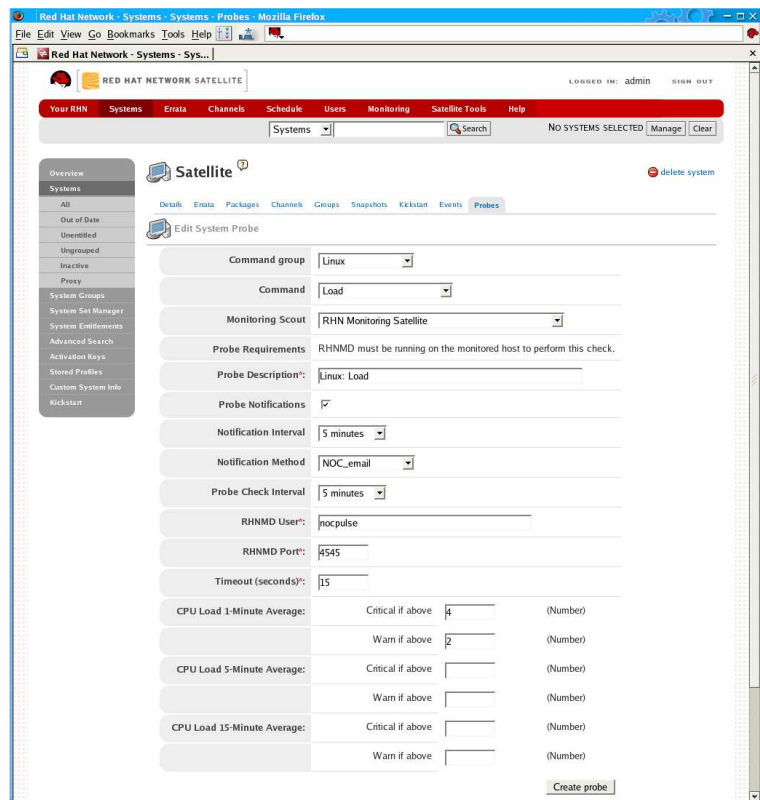 Red Hat Network - Systems - Systems - Probes - Mozilla Firefox
File Edit View Go Bookmarks Tools Help
Red Hat Network - Systems - Sys...
RED HAT NETWORK SATELLITE
LOGGED IN: admin SIGN OUT
Your RHN Systems Errata Channels Schedule Users Monitoring Satellite Tools Help
Systems Search NO SYSTEMS SELECTED Manage Clear
Overview
Systems
All
Out of Date
Unentitled
Ungrouped
Inactive
Proxy
System Groups
System Set Manager
System Entitlements
Advanced Search
Activation Keys
Stored Profiles
Custom System Info
Kickstart
Satellite ? delete system
Details Errata Packages Channels Groups Snapshots Kickstart Events Probes
Edit System Probe
Command group Linux
Command Load
Monitoring Scout RHN Monitoring Satellite
Probe Requirements RHNMD must be running on the monitored host to perform this check.
Probe Description*: Linux: Load
Probe Notifications
Notification Interval 5 minutes
Notification Method NOC_email
Probe Check Interval 5 minutes
RHNMD User*: nocpulse
RHNMD Port*: 4545
Timeout (seconds)*: 15
CPU Load 1-Minute Average: Critical if above 4 (Number)
Warn if above 2 (Number)
CPU Load 5-Minute Average: Critical if above (Number)
Warn if above (Number)
CPU Load 15-Minute Average: Critical if above (Number)
Warn if above (Number)
Create probe